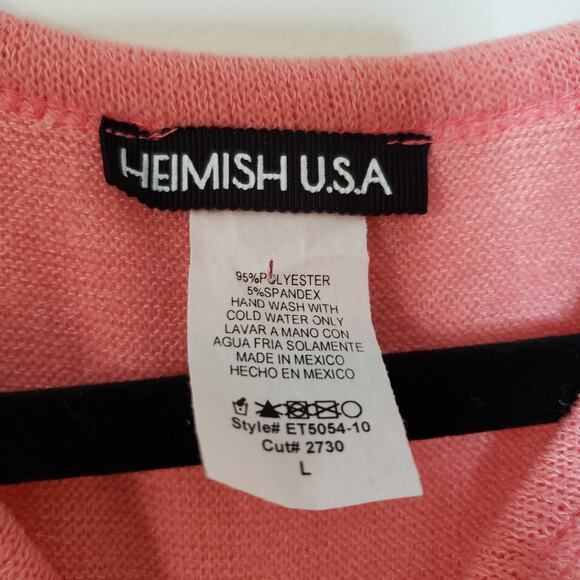 HEIMISH U.S.A
95%POLYESTER
5%SPANDEX
HAND WASH WITH
COLD WATER ONLY
LAVAR A MANO CON
AGUA FRIA SOLAMENTE
MADE IN MEXICO
HECHO EN MEXICO
Style# ET5054-10
Cut# 2730
L